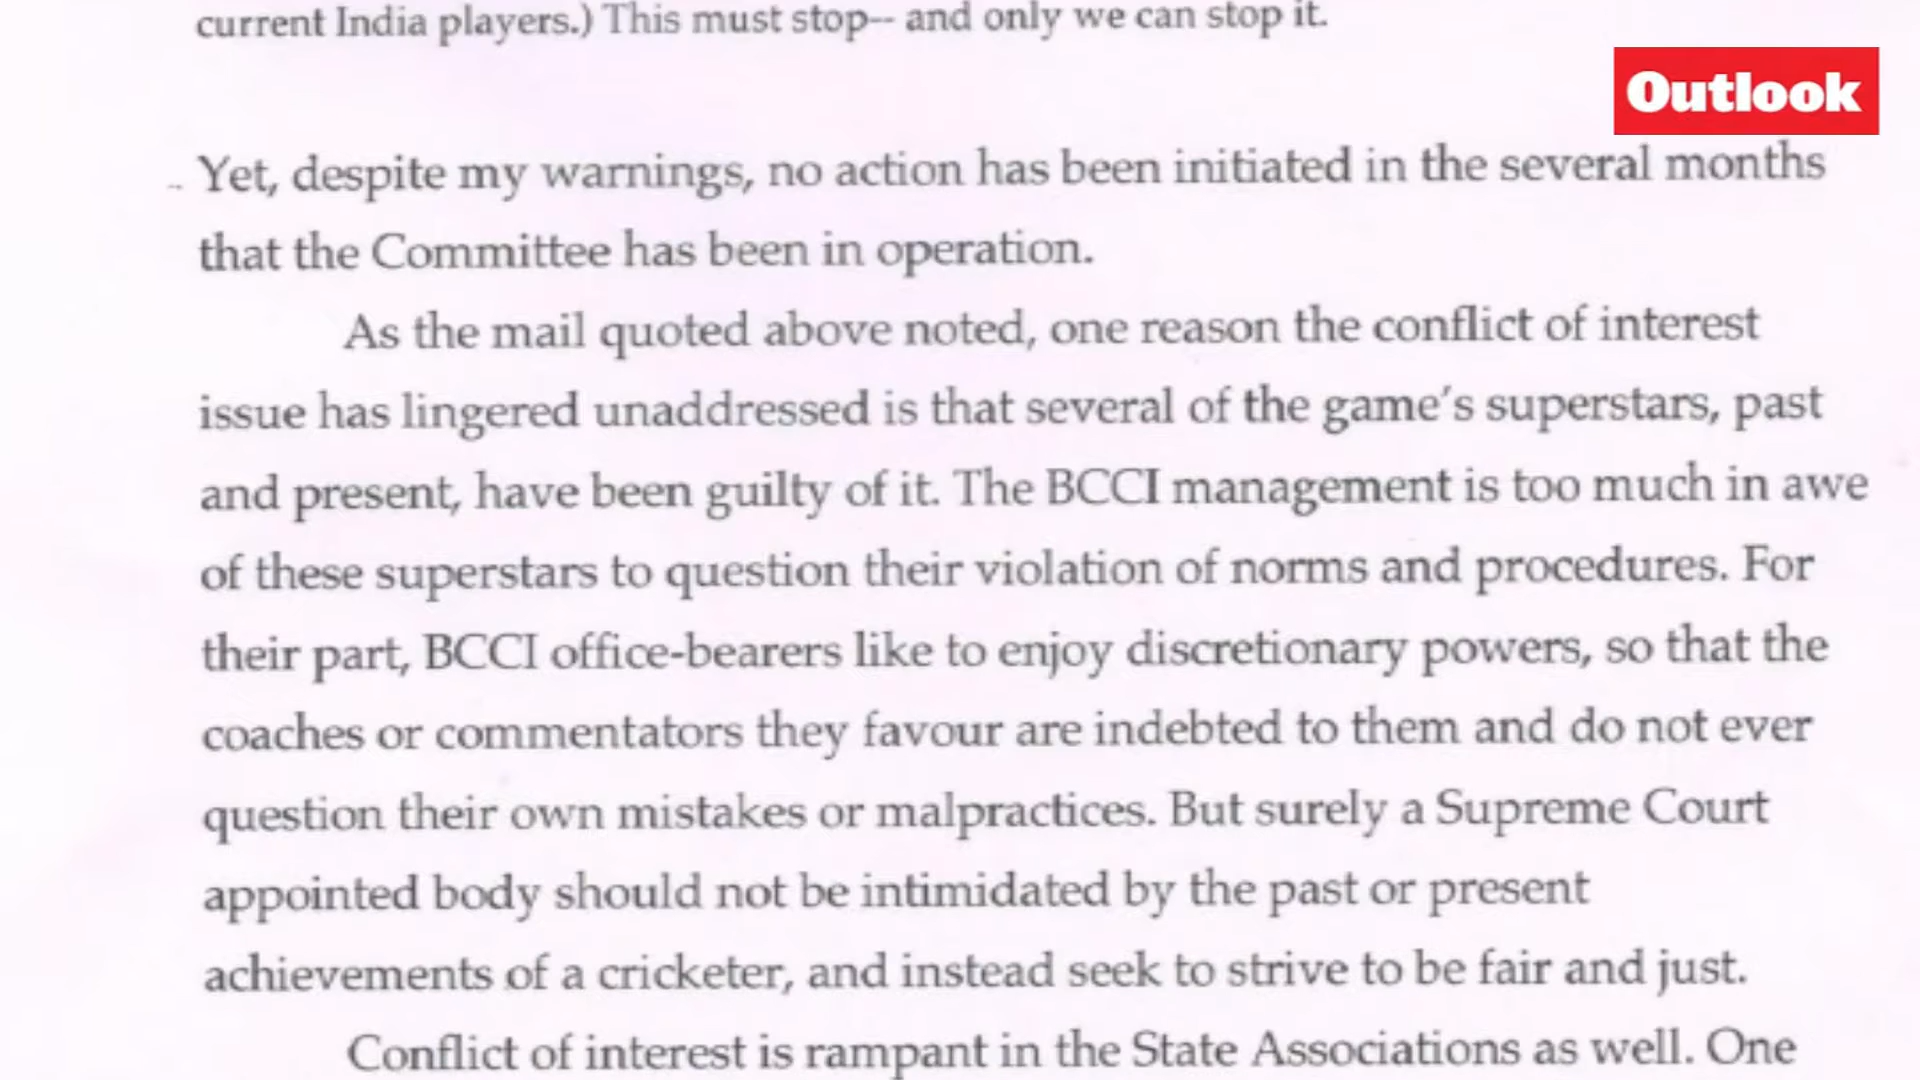 current India players.) This must stop-- and only we can stop it.
Outlook
Yet, despite my warnings, no action has been initiated in the several months
that the Committee has been in operation.
As the mail quoted above noted, one reason the conflict of interest
issue has lingered unaddressed is that several of the game's superstars, past
and present, have been guilty of it. The BCCI management is too much in awe
of these superstars to question their violation of norms and procedures. For
their part, BCCI office-bearers like to enjoy discretionary powers, so that the
coaches or commentators they favour are indebted to them and do not ever
question their own mistakes or malpractices. But surely a Supreme Court
appointed body should not be intimidated by the past or present
achievements of a cricketer, and instead seek to strive to be fair and just.
Conflict of interest is rampant in the State Associations as well. One